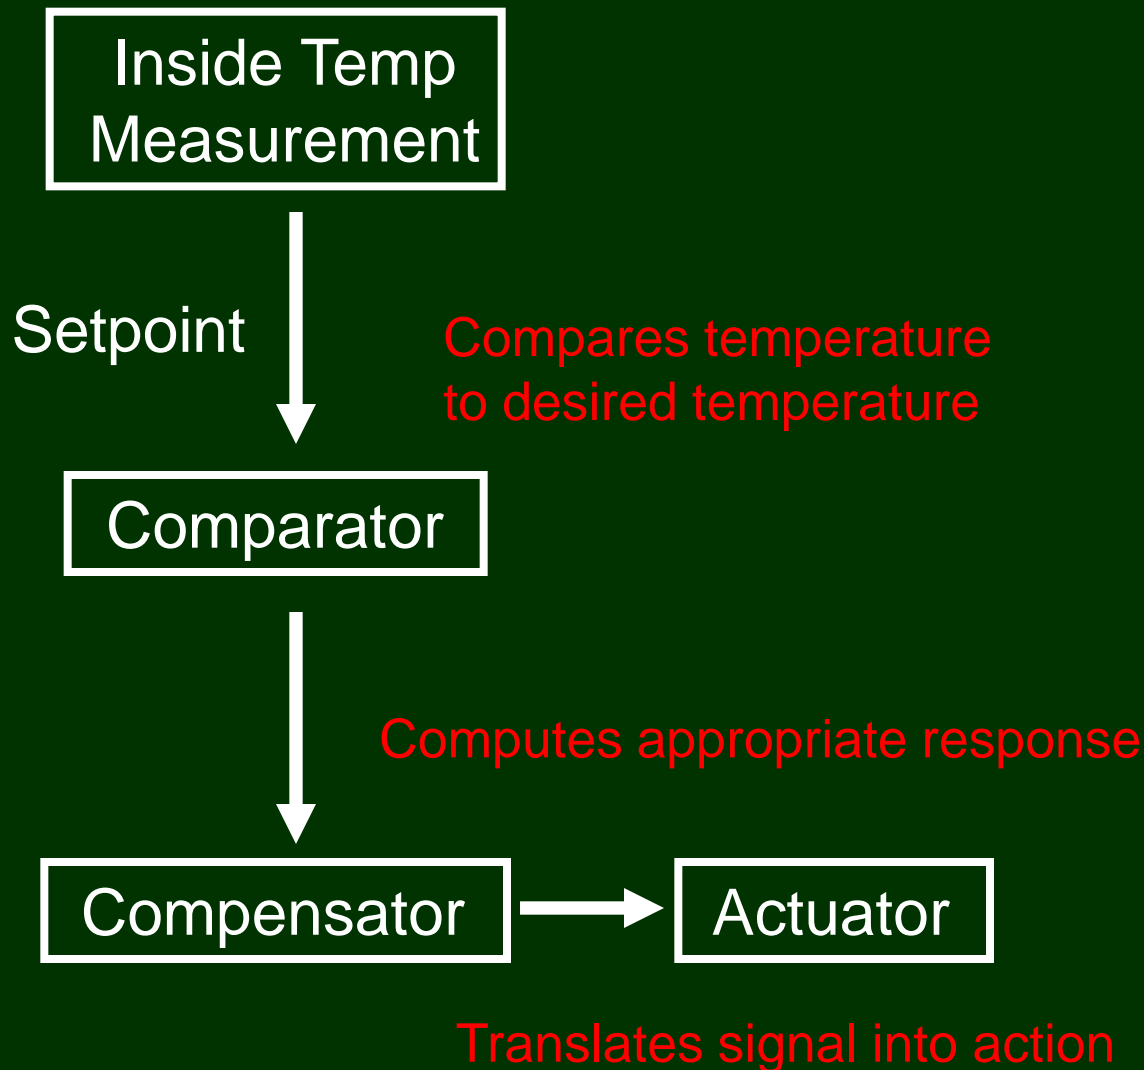 Inside Temp
Measurement
Setpoint
Compares temperature
to desired temperature
Comparator
Computes appropriate response
Compensator
Actuator
Translates signal into action